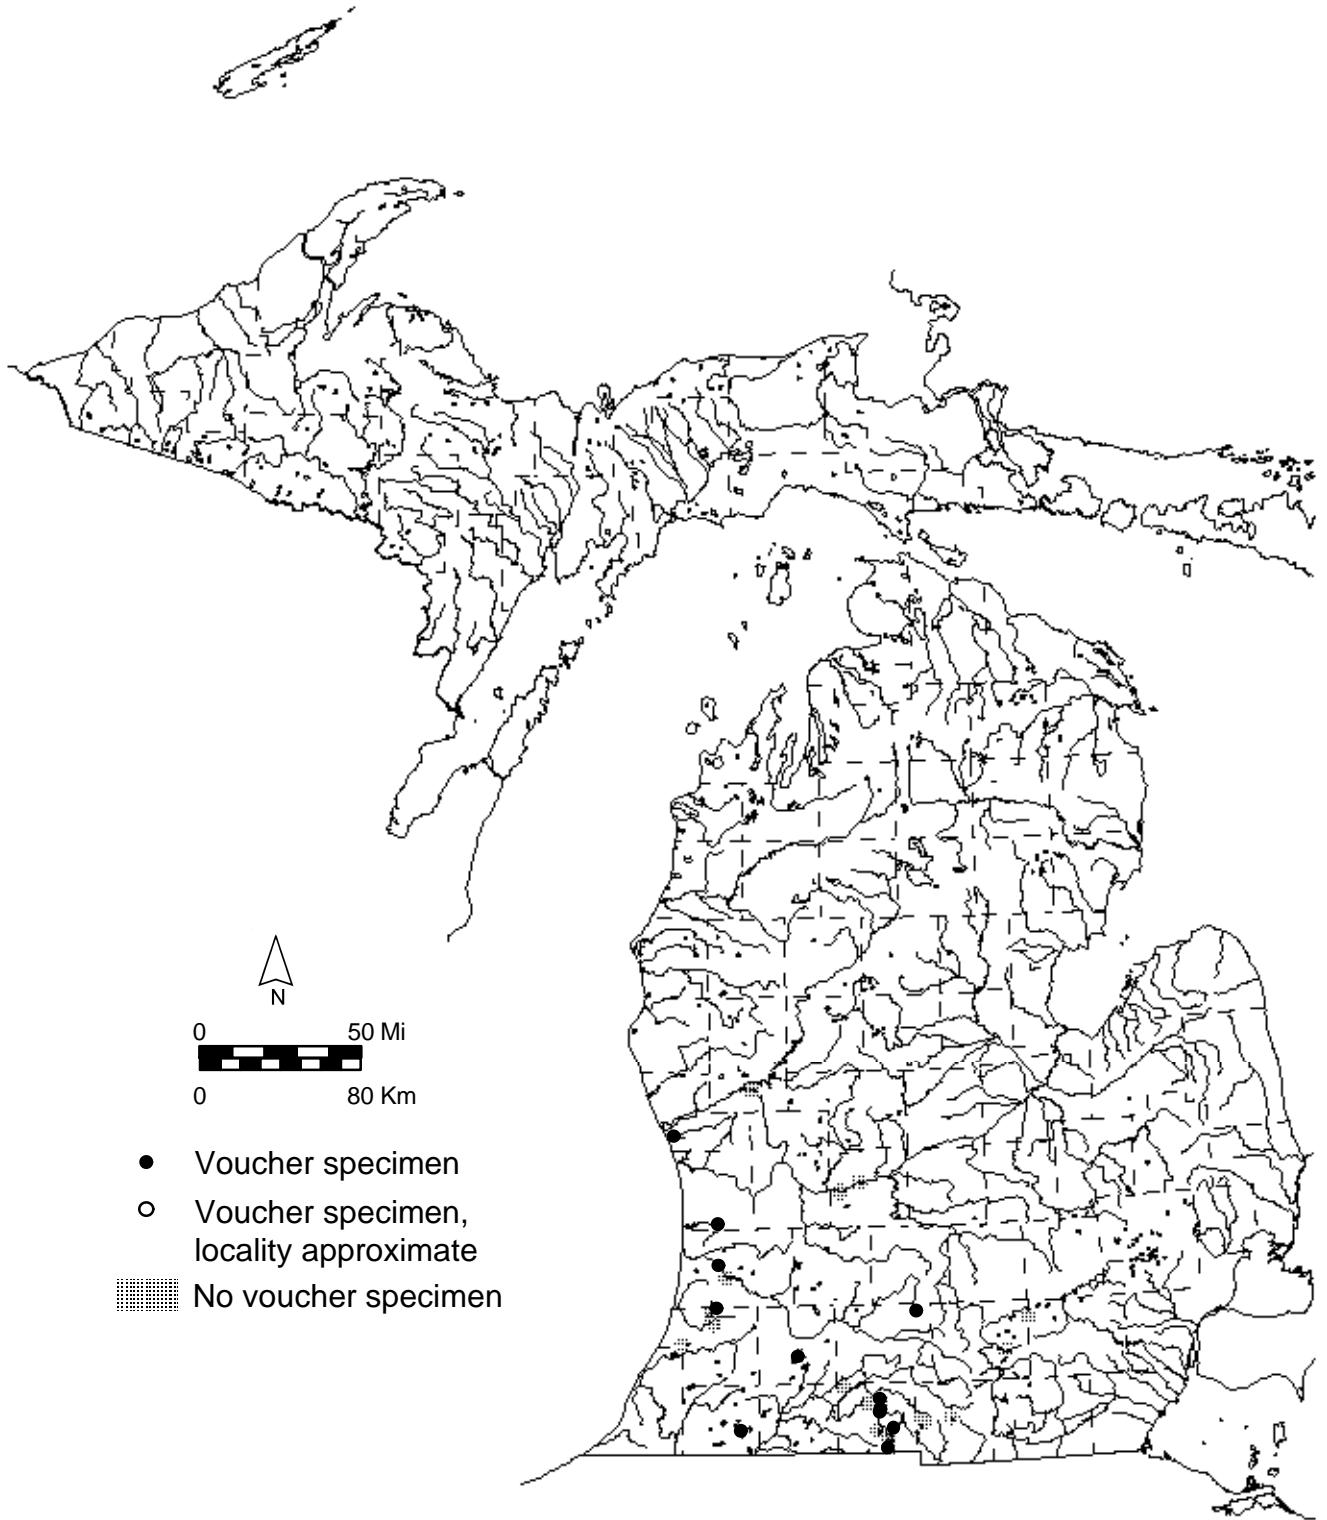 N
0 50 Mi
0 80 Km
Voucher specimen
Voucher specimen,
locality approximate
No voucher specimen